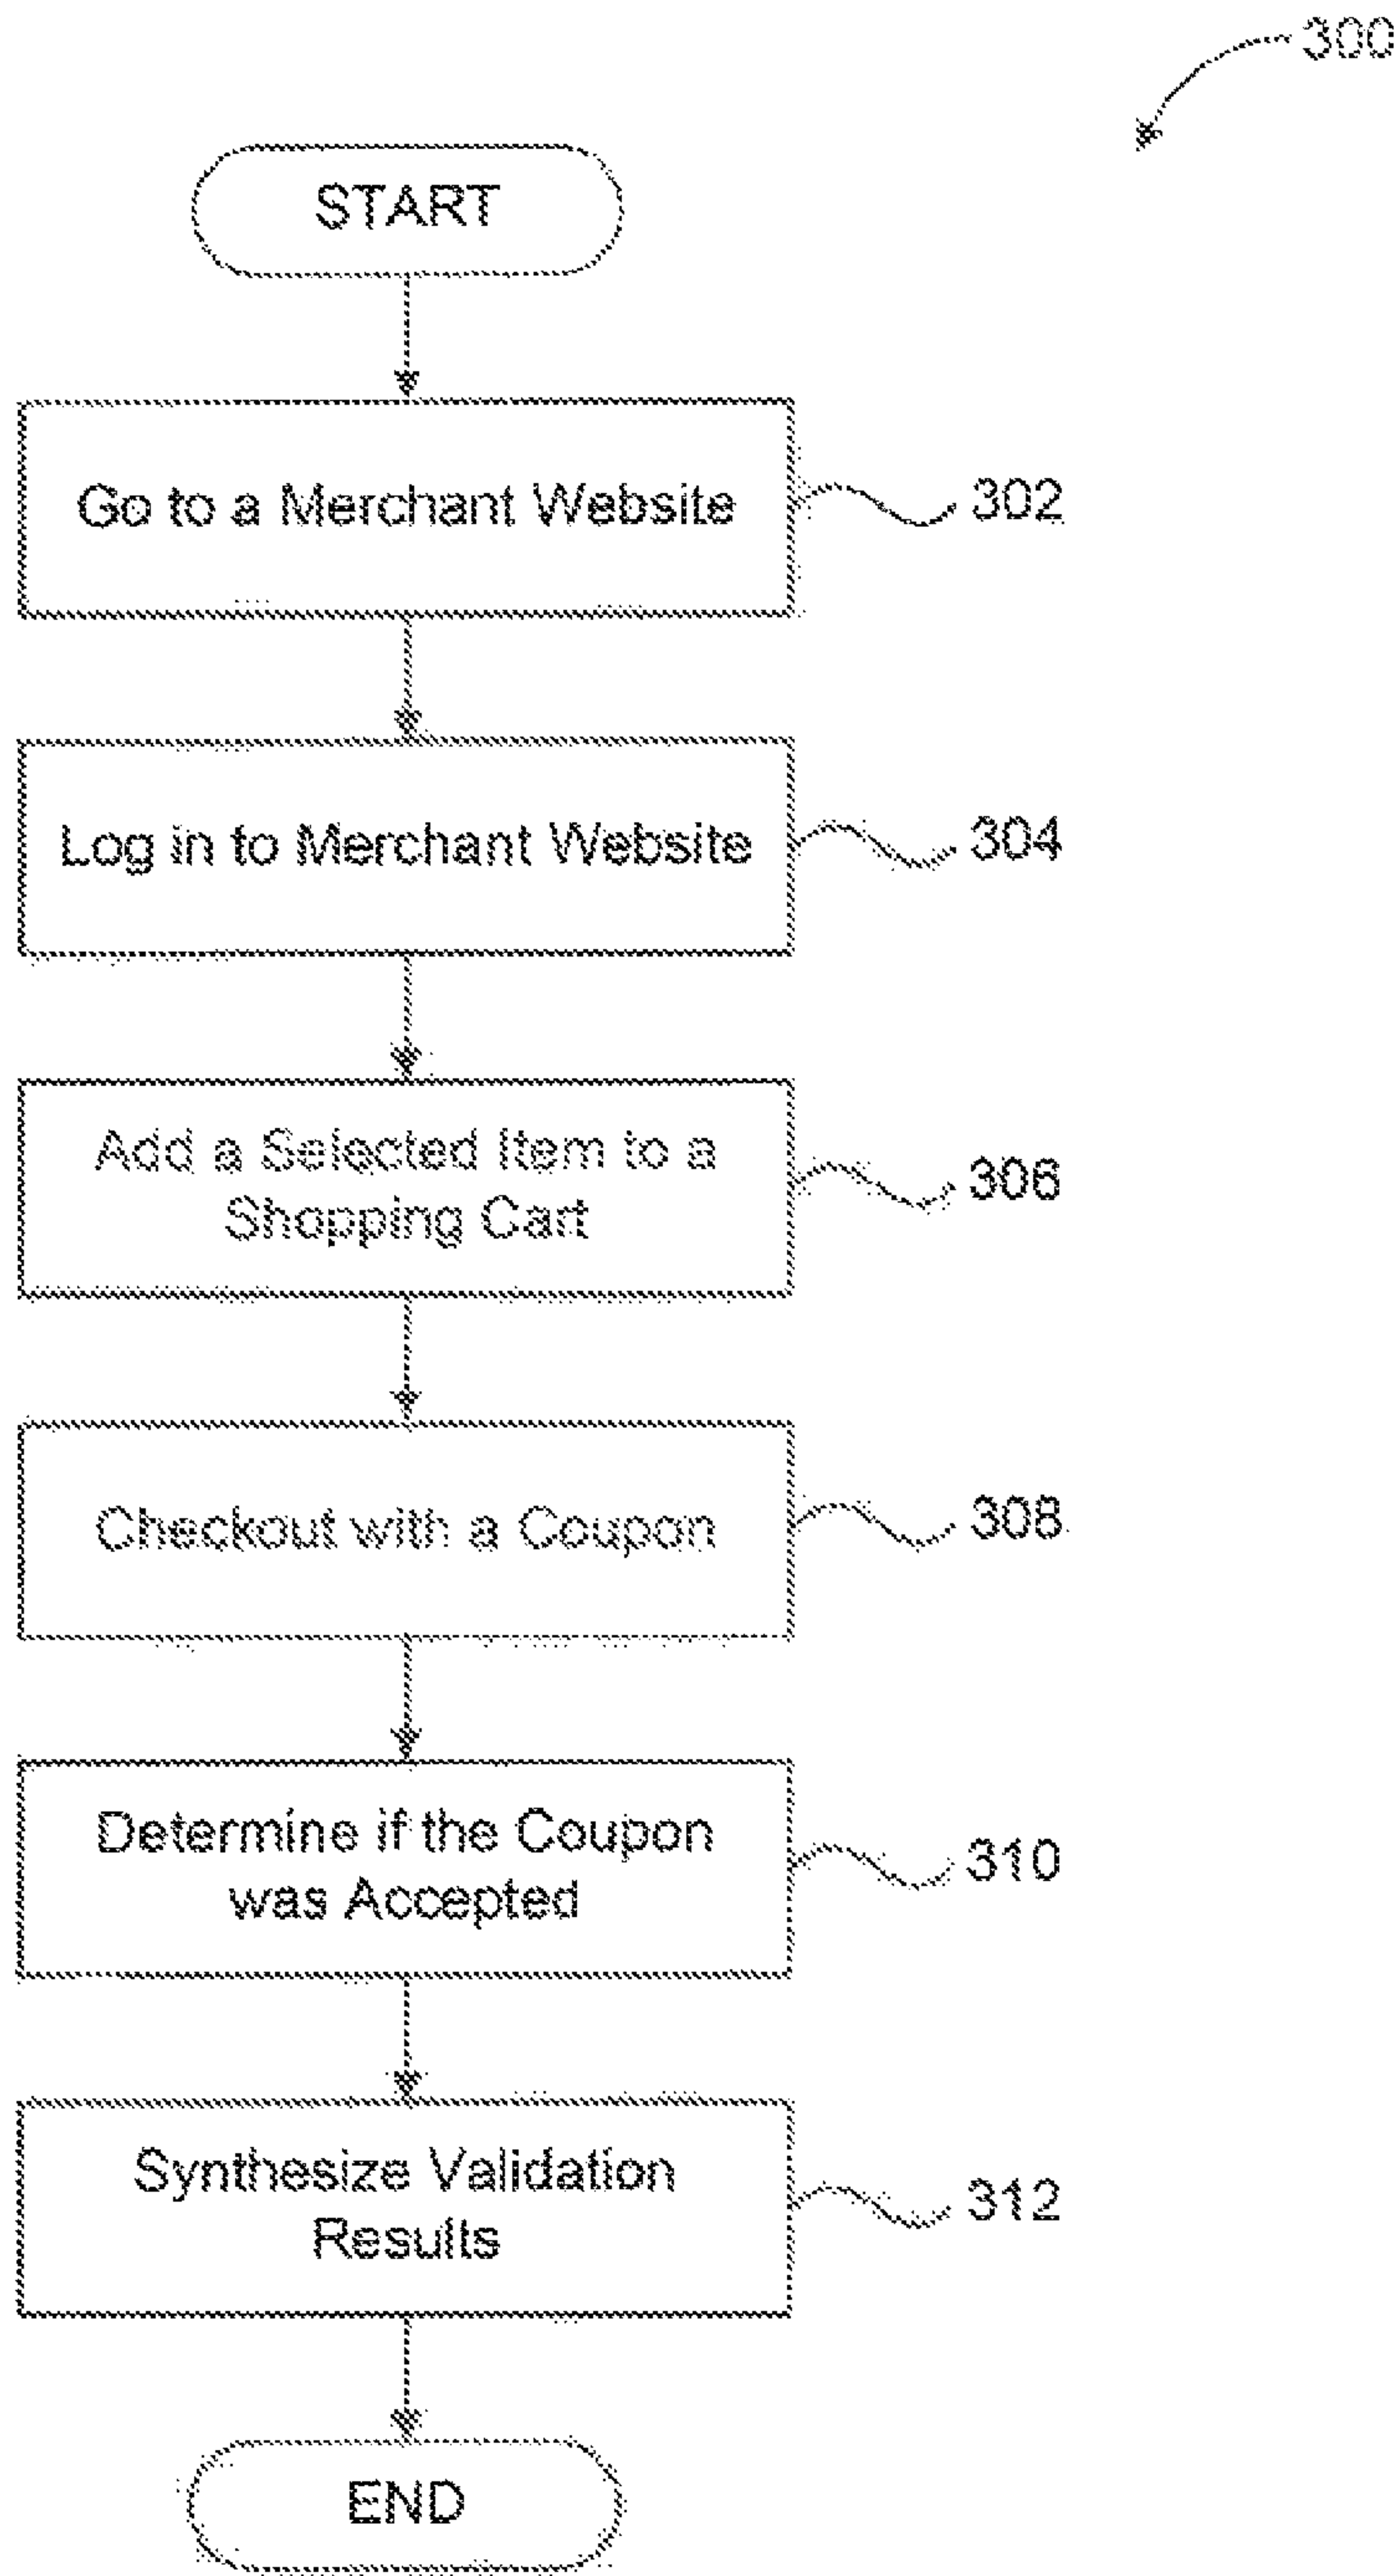 300
START
Go to a Merchant Website
302
Log in to Merchant Website
304
Add a Selected Item to a
Shopping Cart
306
Checkout with a Coupon
308
Determine if the Coupon
was Accepted
310
Synthesize Validation
Results
312
END